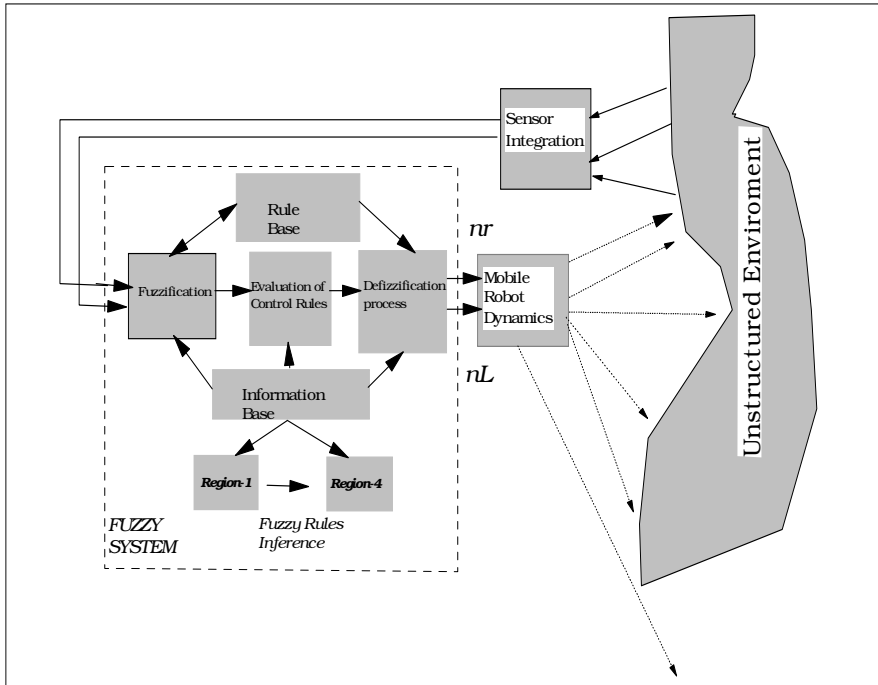 Sensor
Integration
Unstructured Enviroment
Rule
Base
nr
Fuzzification
Evaluation of
Control Rules
Defizzification
process
Mobile
Robot
Dynamics
nL
Information
Base
Region-1
Region-4
FUZZY
SYSTEM
Fuzzy Rules
Inference